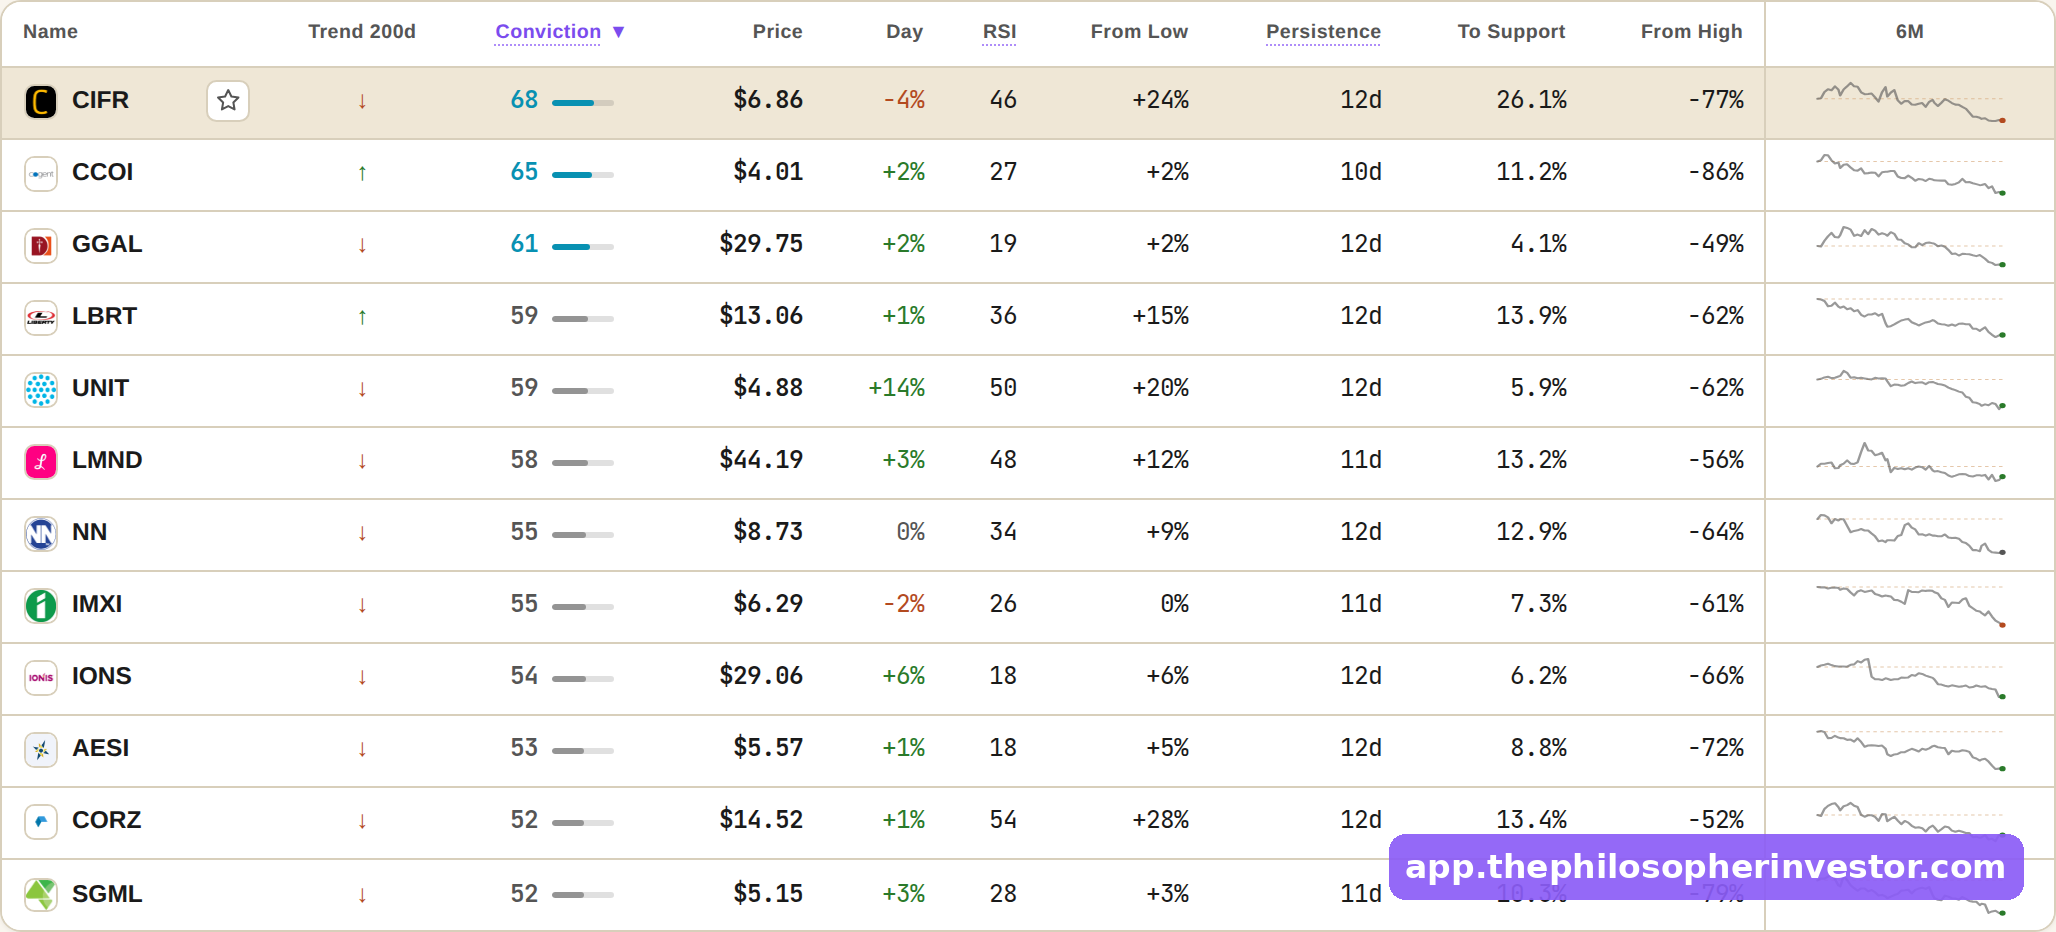 Name Trend 200d Conviction ▼ Price Day RSI From Low Persistence To Support From High 6M
CIFR ↓ 68 $6.86 -4% 46 +24% 12d 26.1% -77%
cogent CCOI ↑ 65 $4.01 +2% 27 +2% 10d 11.2% -86%
GGAL ↓ 61 $29.75 +2% 19 +2% 12d 4.1% -49%
LIBERTY LBRT ↑ 59 $13.06 +1% 36 +15% 12d 13.9% -62%
UNIT ↓ 59 $4.88 +14% 50 +20% 12d 5.9% -62%
LMND ↓ 58 $44.19 +3% 48 +12% 11d 13.2% -56%
NN NN ↓ 55 $8.73 0% 34 +9% 12d 12.9% -64%
IMXI ↓ 55 $6.29 -2% 26 0% 11d 7.3% -61%
IONIS IONS ↓ 54 $29.06 +6% 18 +6% 12d 6.2% -66%
AESI ↓ 53 $5.57 +1% 18 +5% 12d 8.8% -72%
CORZ ↓ 52 $14.52 +1% 54 +28% 12d 13.4% -52%
app.thephilosopherinvestor.com
SGML ↓ 52 $5.15 +3% 28 +3% 11d 10.3% -79%